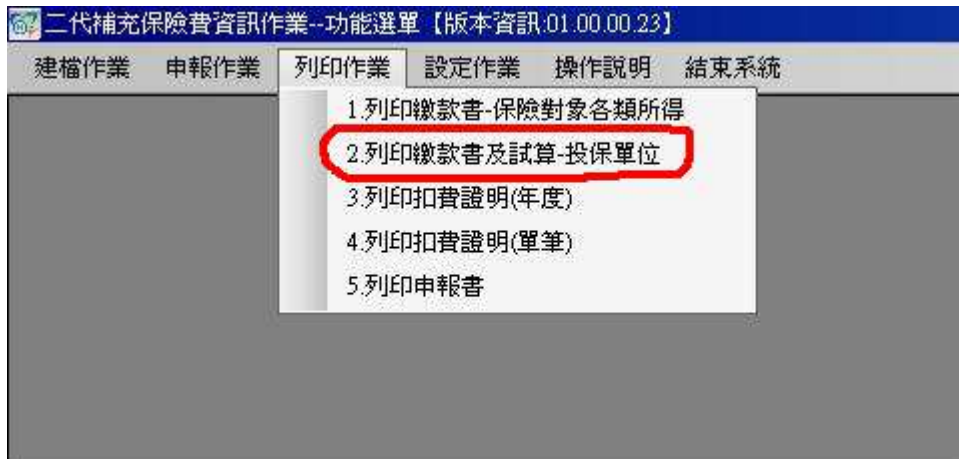 二代補充保險費資訊作業--功能選單【版本資訊:01.00.00.23】
建檔作業 申報作業 列印作業 設定作業 操作說明 結束系統
1.列印繳款書-保險對象各類所得
2.列印繳款書及試算-投保單位
3.列印扣費證明(年度)
4.列印扣費證明(單筆)
5.列印申報書